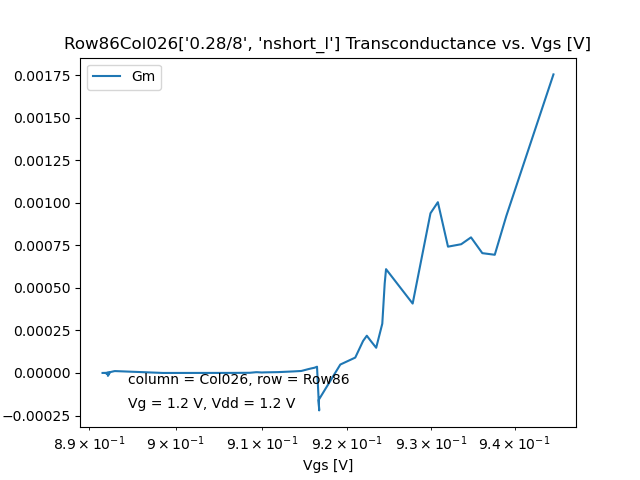 Row86Col026['0.28/8', 'nshort_l'] Transconductance vs. Vgs [V]
Gm
0.00175
0.00150
0.00125
0.00100
0.00075
0.00050
0.00025
0.00000
−0.00025
column = Col026, row = Row86
Vg = 1.2 V, Vdd = 1.2 V
8.9 × 10⁻¹ 9 × 10⁻¹ 9.1 × 10⁻¹ 9.2 × 10⁻¹ 9.3 × 10⁻¹ 9.4 × 10⁻¹
Vgs [V]